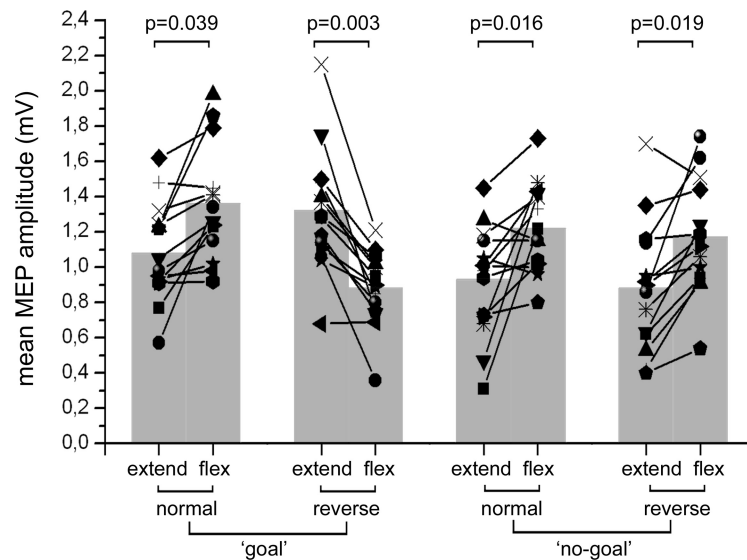 p=0.039 p=0.003 p=0.016 p=0.019
mean MEP amplitude (mV)
2,4
2,2
2,0
1,8
1,6
1,4
1,2
1,0
0,8
0,6
0,4
0,2
0,0
extend flex extend flex extend flex extend flex
normal reverse normal reverse
‘goal’ ‘no-goal’